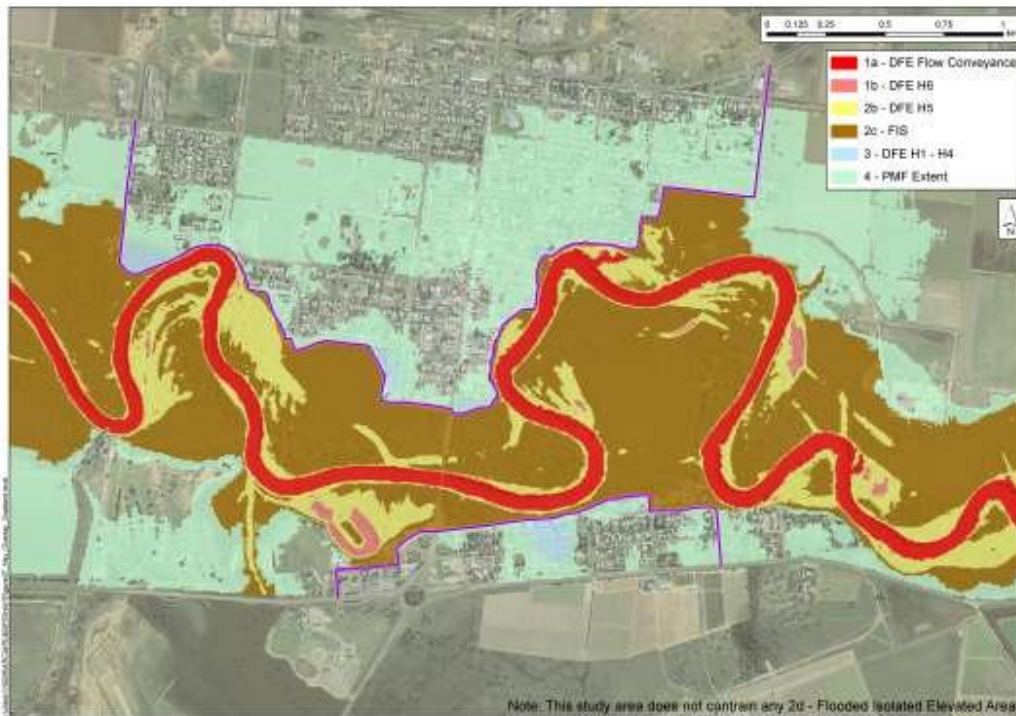 0 0.125 0.25 0.5 0.75 1
1a - DFE Flow Conveyance
1b - DFE H6
2b - DFE H5
2c - FIS
3 - DFE H1 - H4
4 - PMF Extent
N
Note: This study area does not contrain any 2d - Flooded Isolated Elevated Area